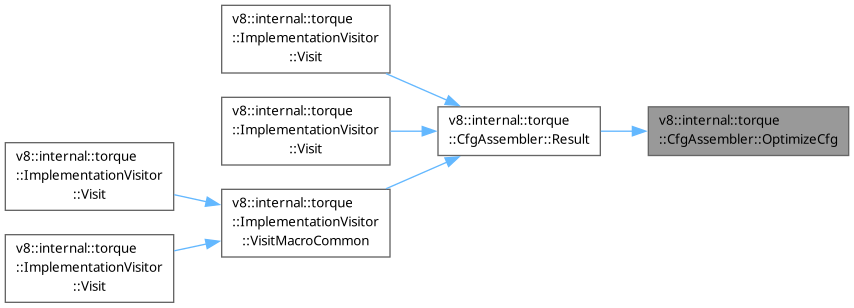 v8::internal::torque
::ImplementationVisitor
::Visit
v8::internal::torque
::ImplementationVisitor
::Visit
v8::internal::torque
::CfgAssembler::Result
v8::internal::torque
::CfgAssembler::OptimizeCfg
v8::internal::torque
::ImplementationVisitor
::Visit
v8::internal::torque
::ImplementationVisitor
::VisitMacroCommon
v8::internal::torque
::ImplementationVisitor
::Visit